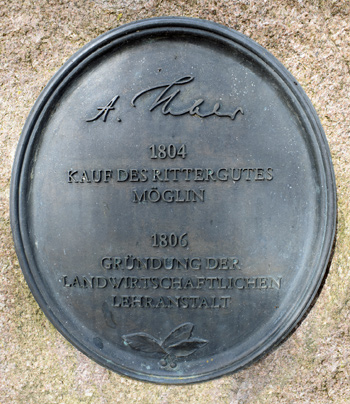 A. Thaer
1804
KAUF DES RITTERGUTES
MÖGLIN
1806
GRÜNDUNG DER
LANDWIRTSCHAFTLICHEN
LEHRANSTALT